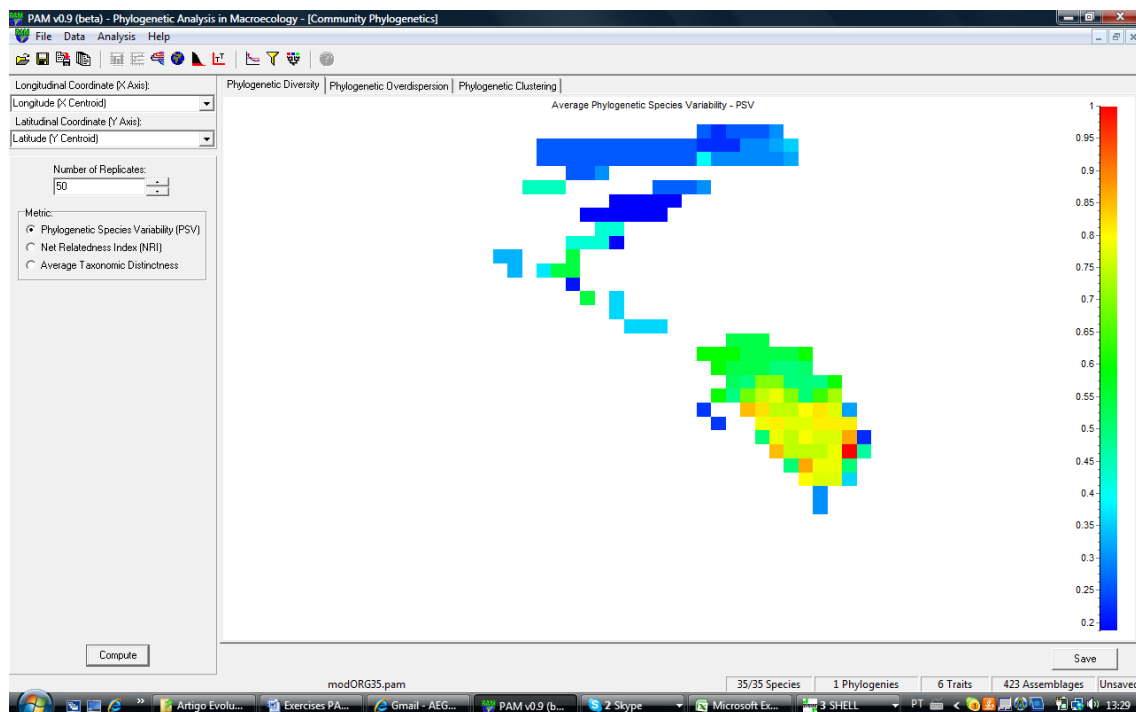 PAM v0.9 (beta) - Phylogenetic Analysis in Macroecology - [Community Phylogenetics]
File Data Analysis Help
Longitudinal Coordinate (X Axis):
Longitude (X Centroid)
Latitudinal Coordinate (Y Axis):
Latitude (Y Centroid)
Number of Replicates:
50
Metric:
Phylogenetic Species Variability (PSV)
Net Relatedness Index (NRI)
Average Taxonomic Distinctness
Compute
Phylogenetic Diversity Phylogenetic Overdispersion Phylogenetic Clustering
Average Phylogenetic Species Variability - PSV
1
0.95
0.9
0.85
0.8
0.75
0.7
0.65
0.6
0.55
0.5
0.45
0.4
0.35
0.3
0.25
0.2
Save
modORG35.pam 35/35 Species 1 Phylogenies 6 Traits 423 Assemblages Unsaved
Artigo Evolu... Exercises PA... Gmail - AEG... PAM v0.9 (b... 2 Skype Microsoft Ex... 3 SHELL PT 13:29